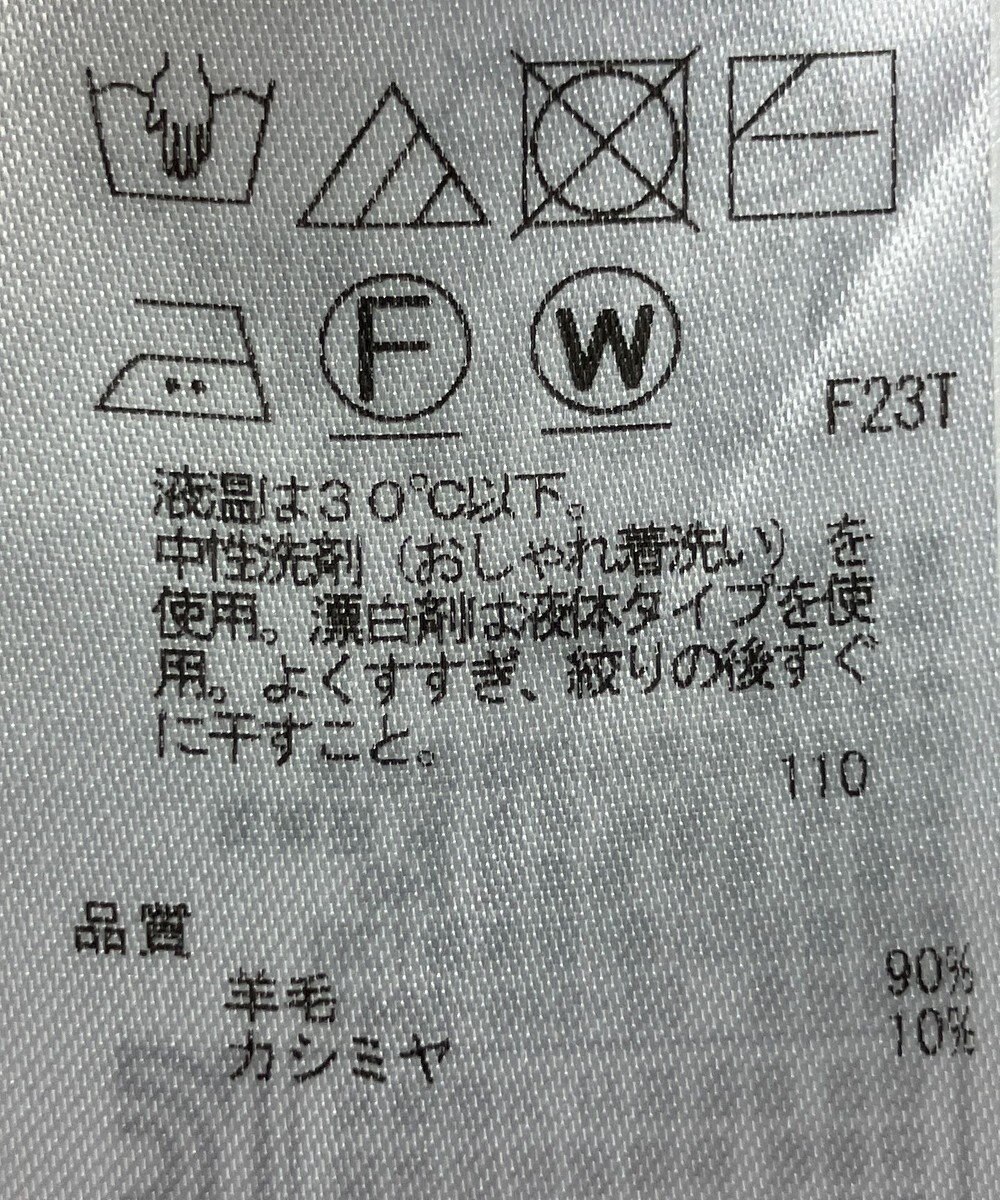 F
W
F23T
液温は30℃以下。
中性洗剤（おしゃれ着洗い）を
使用。漂白剤は液体タイプを使
用。よくすすぎ、絞りの後すぐ
に干すこと。
110
品質
羊毛 90%
カシミヤ 10%